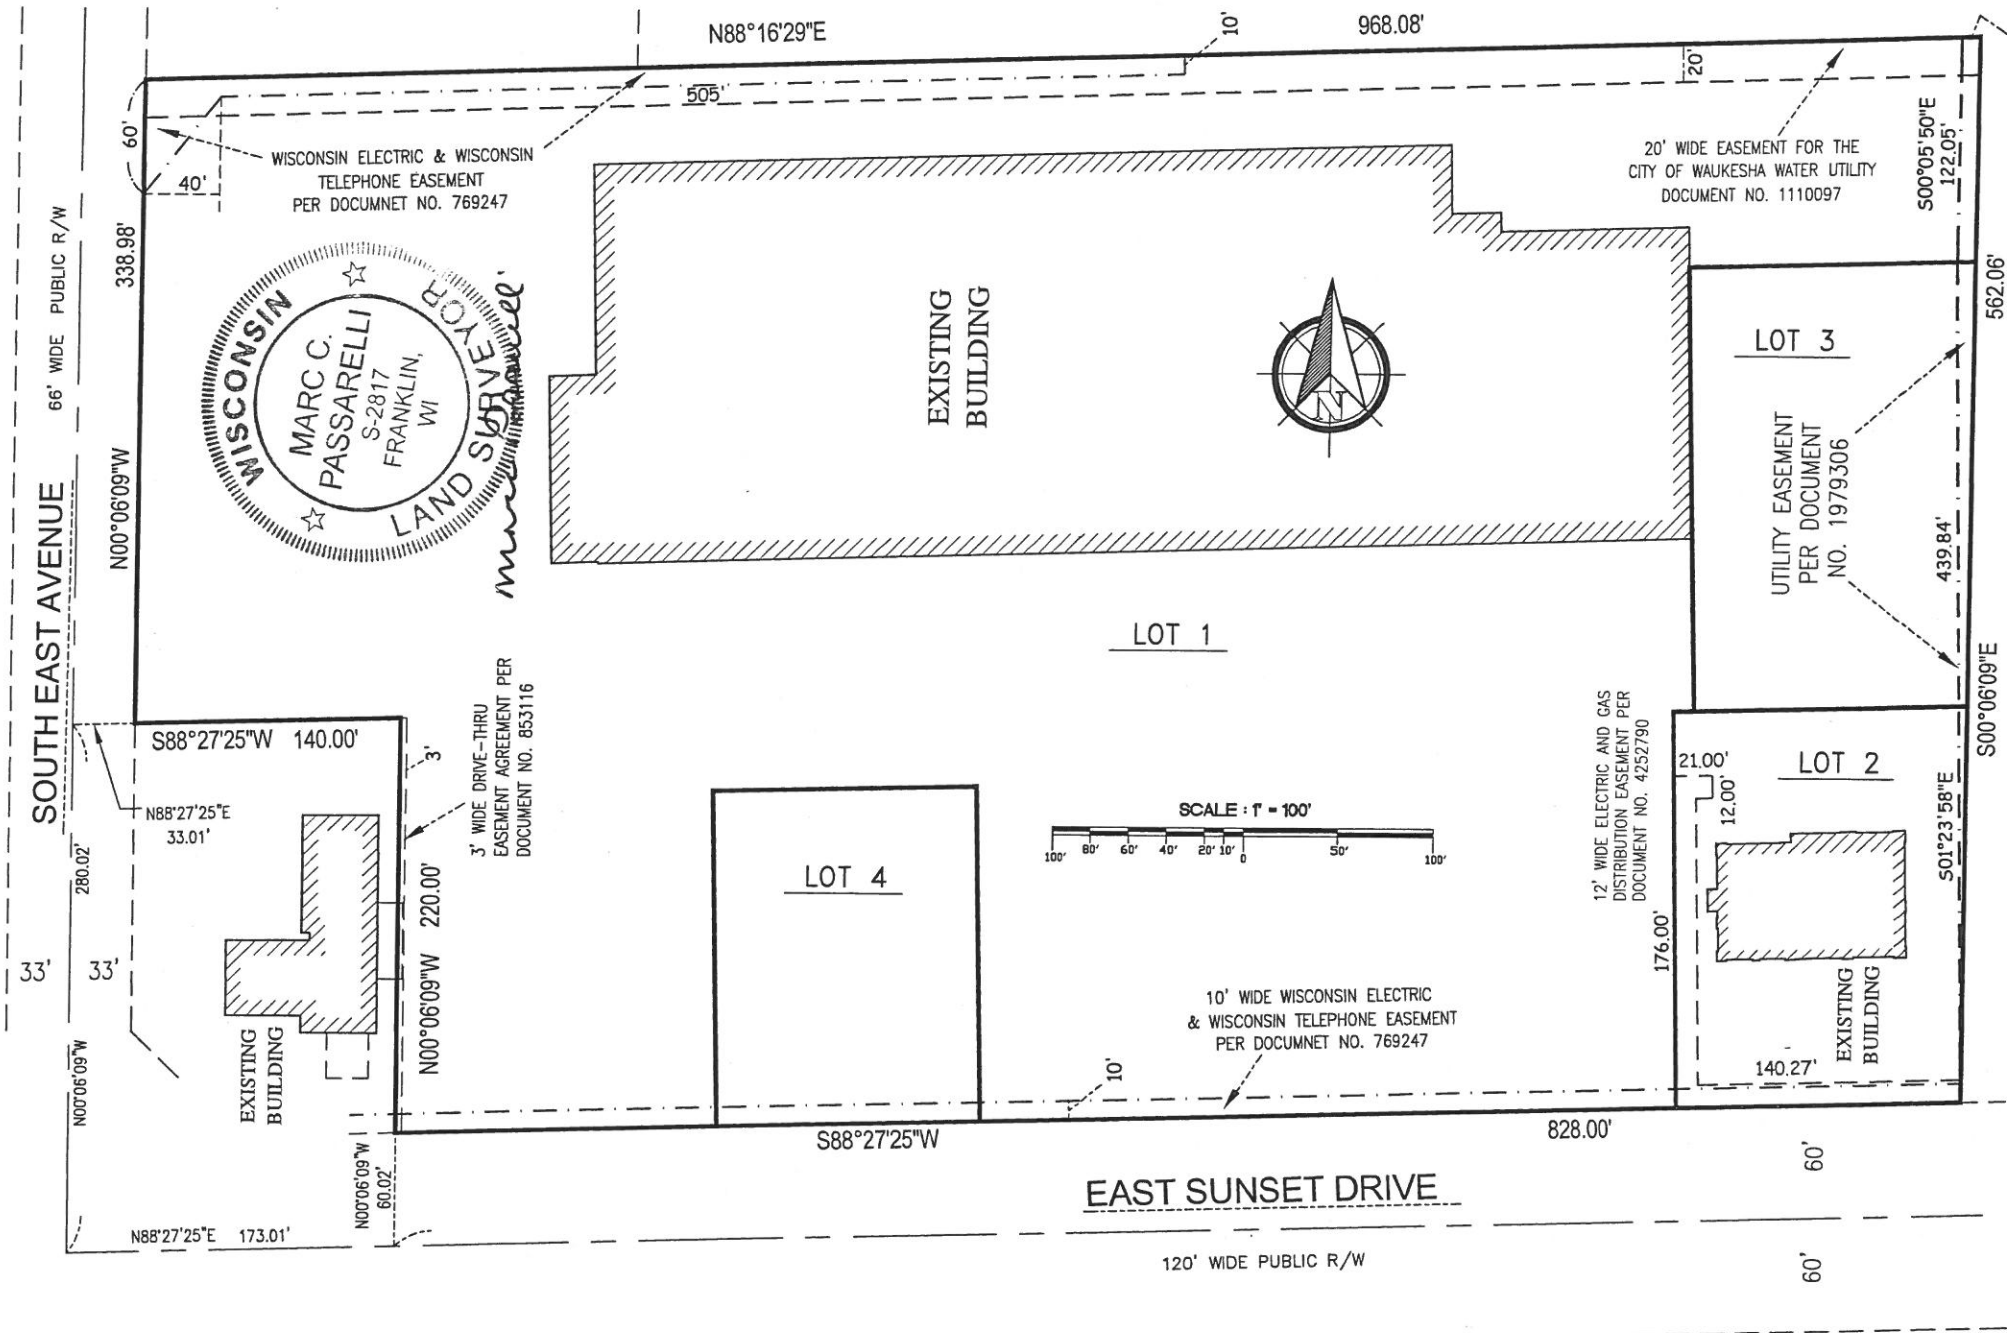 N88°16'29"E
10'
968.08'
20'
505'
60'
40'
WISCONSIN ELECTRIC & WISCONSIN
TELEPHONE EASEMENT
PER DOCUMNET NO. 769247
20' WIDE EASEMENT FOR THE
CITY OF WAUKESHA WATER UTILITY
DOCUMENT NO. 1110097
S00°05'50"E
122.05'
562.06'
338.98'
N00°06'09"W
66' WIDE PUBLIC R/W
SOUTH EAST AVENUE
WISCONSIN
LAND SURVEYOR
MARC C.
PASSARELLI
S-2817
FRANKLIN,
WI
EXISTING
BUILDING
N
LOT 3
UTILITY EASEMENT
PER DOCUMENT
NO. 1979306
439.84'
S00°06'09"E
LOT 1
S88°27'25"W 140.00'
N88°27'25"E
33.01'
280.02'
3'
3' WIDE DRIVE-THRU
EASEMENT AGREEMENT PER
DOCUMENT NO. 853116
N00°06'09"W 220.00'
LOT 4
SCALE : 1" = 100'
100' 80' 60' 40' 20' 10' 0 50' 100'
12' WIDE ELECTRIC AND GAS
DISTRIBUTION EASEMENT PER
DOCUMENT NO. 4252790
21.00'
12.00'
LOT 2
S01°23'58"E
176.00'
EXISTING
BUILDING
140.27'
33'
33'
EXISTING
BUILDING
N00°06'09"W
10' WIDE WISCONSIN ELECTRIC
& WISCONSIN TELEPHONE EASEMENT
PER DOCUMNET NO. 769247
10'
S88°27'25"W
828.00'
N00°06'09"W
60.02'
N88°27'25"E 173.01'
EAST SUNSET DRIVE
60'
120' WIDE PUBLIC R/W
60'